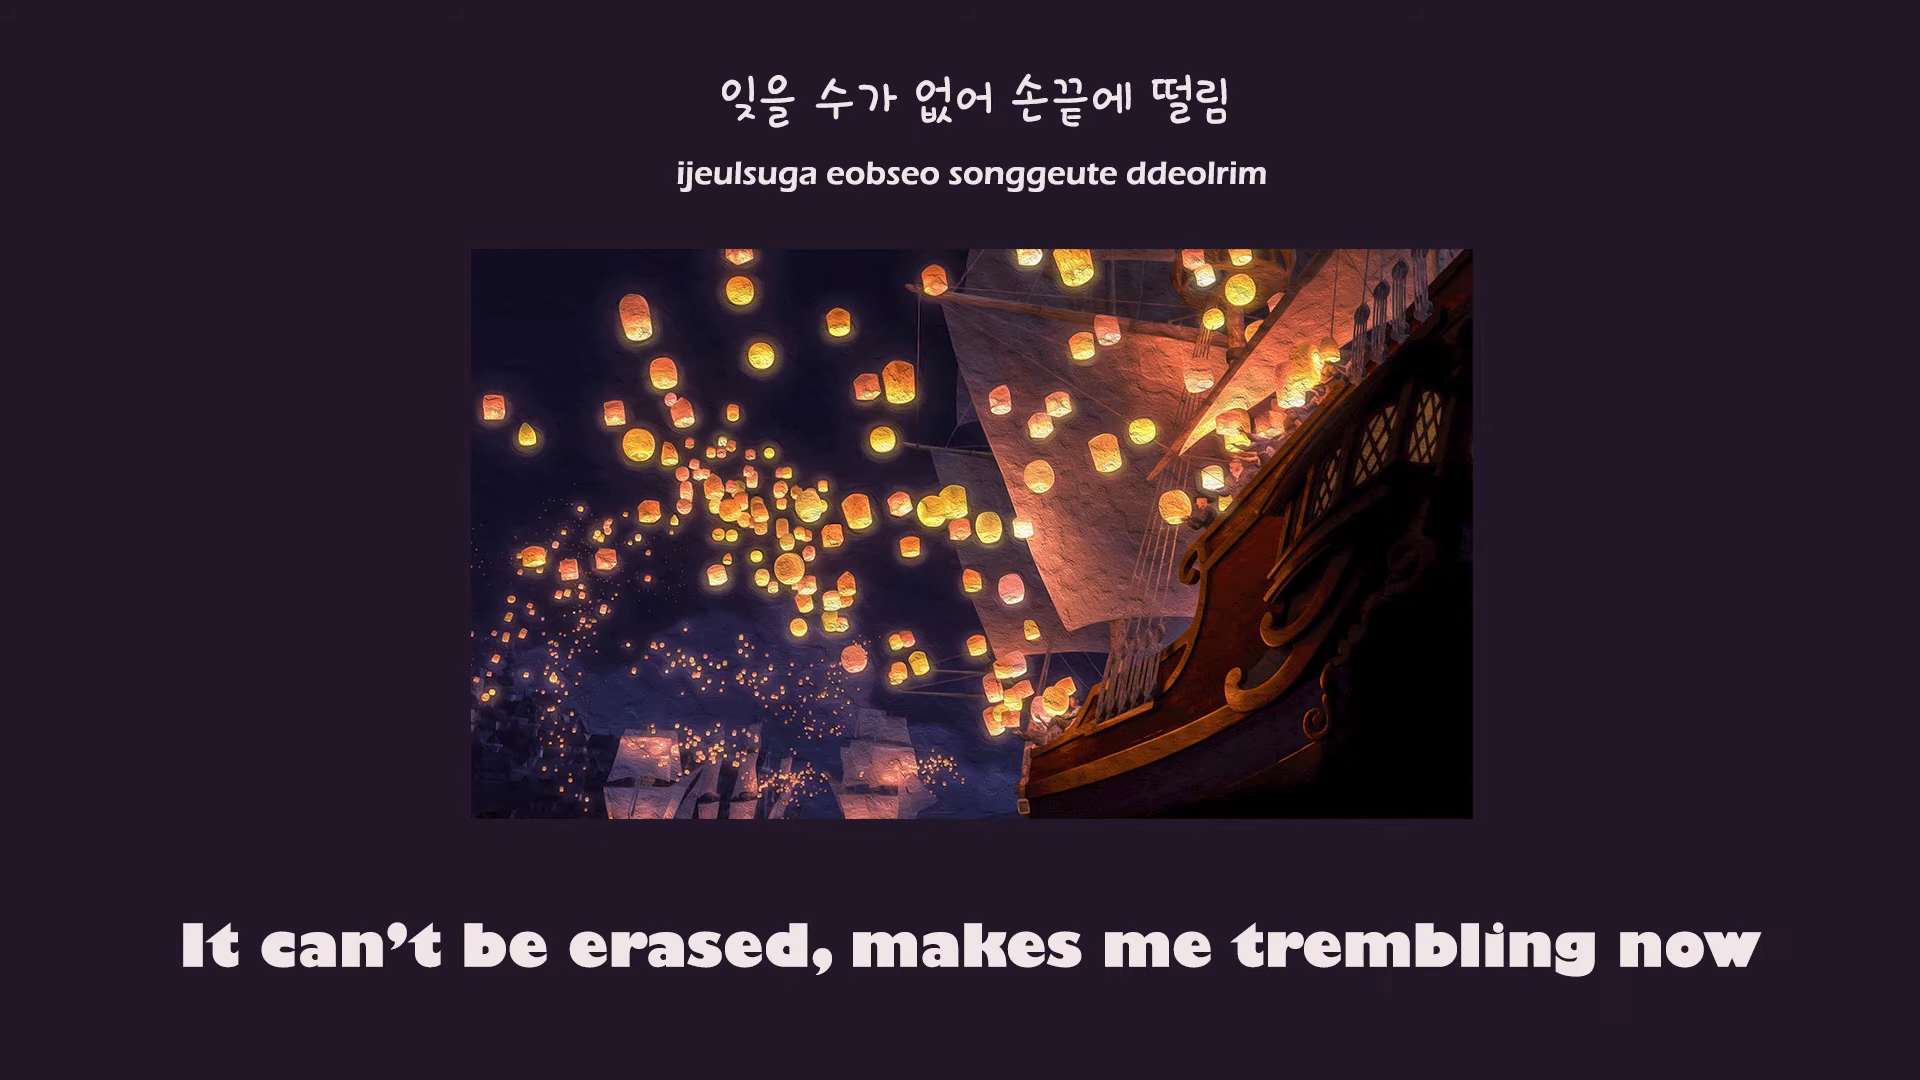 잊을 수가 없어 손끝에 떨림
ijeulsuga eobseo songgeute ddeolrim
It can’t be erased, makes me trembling now